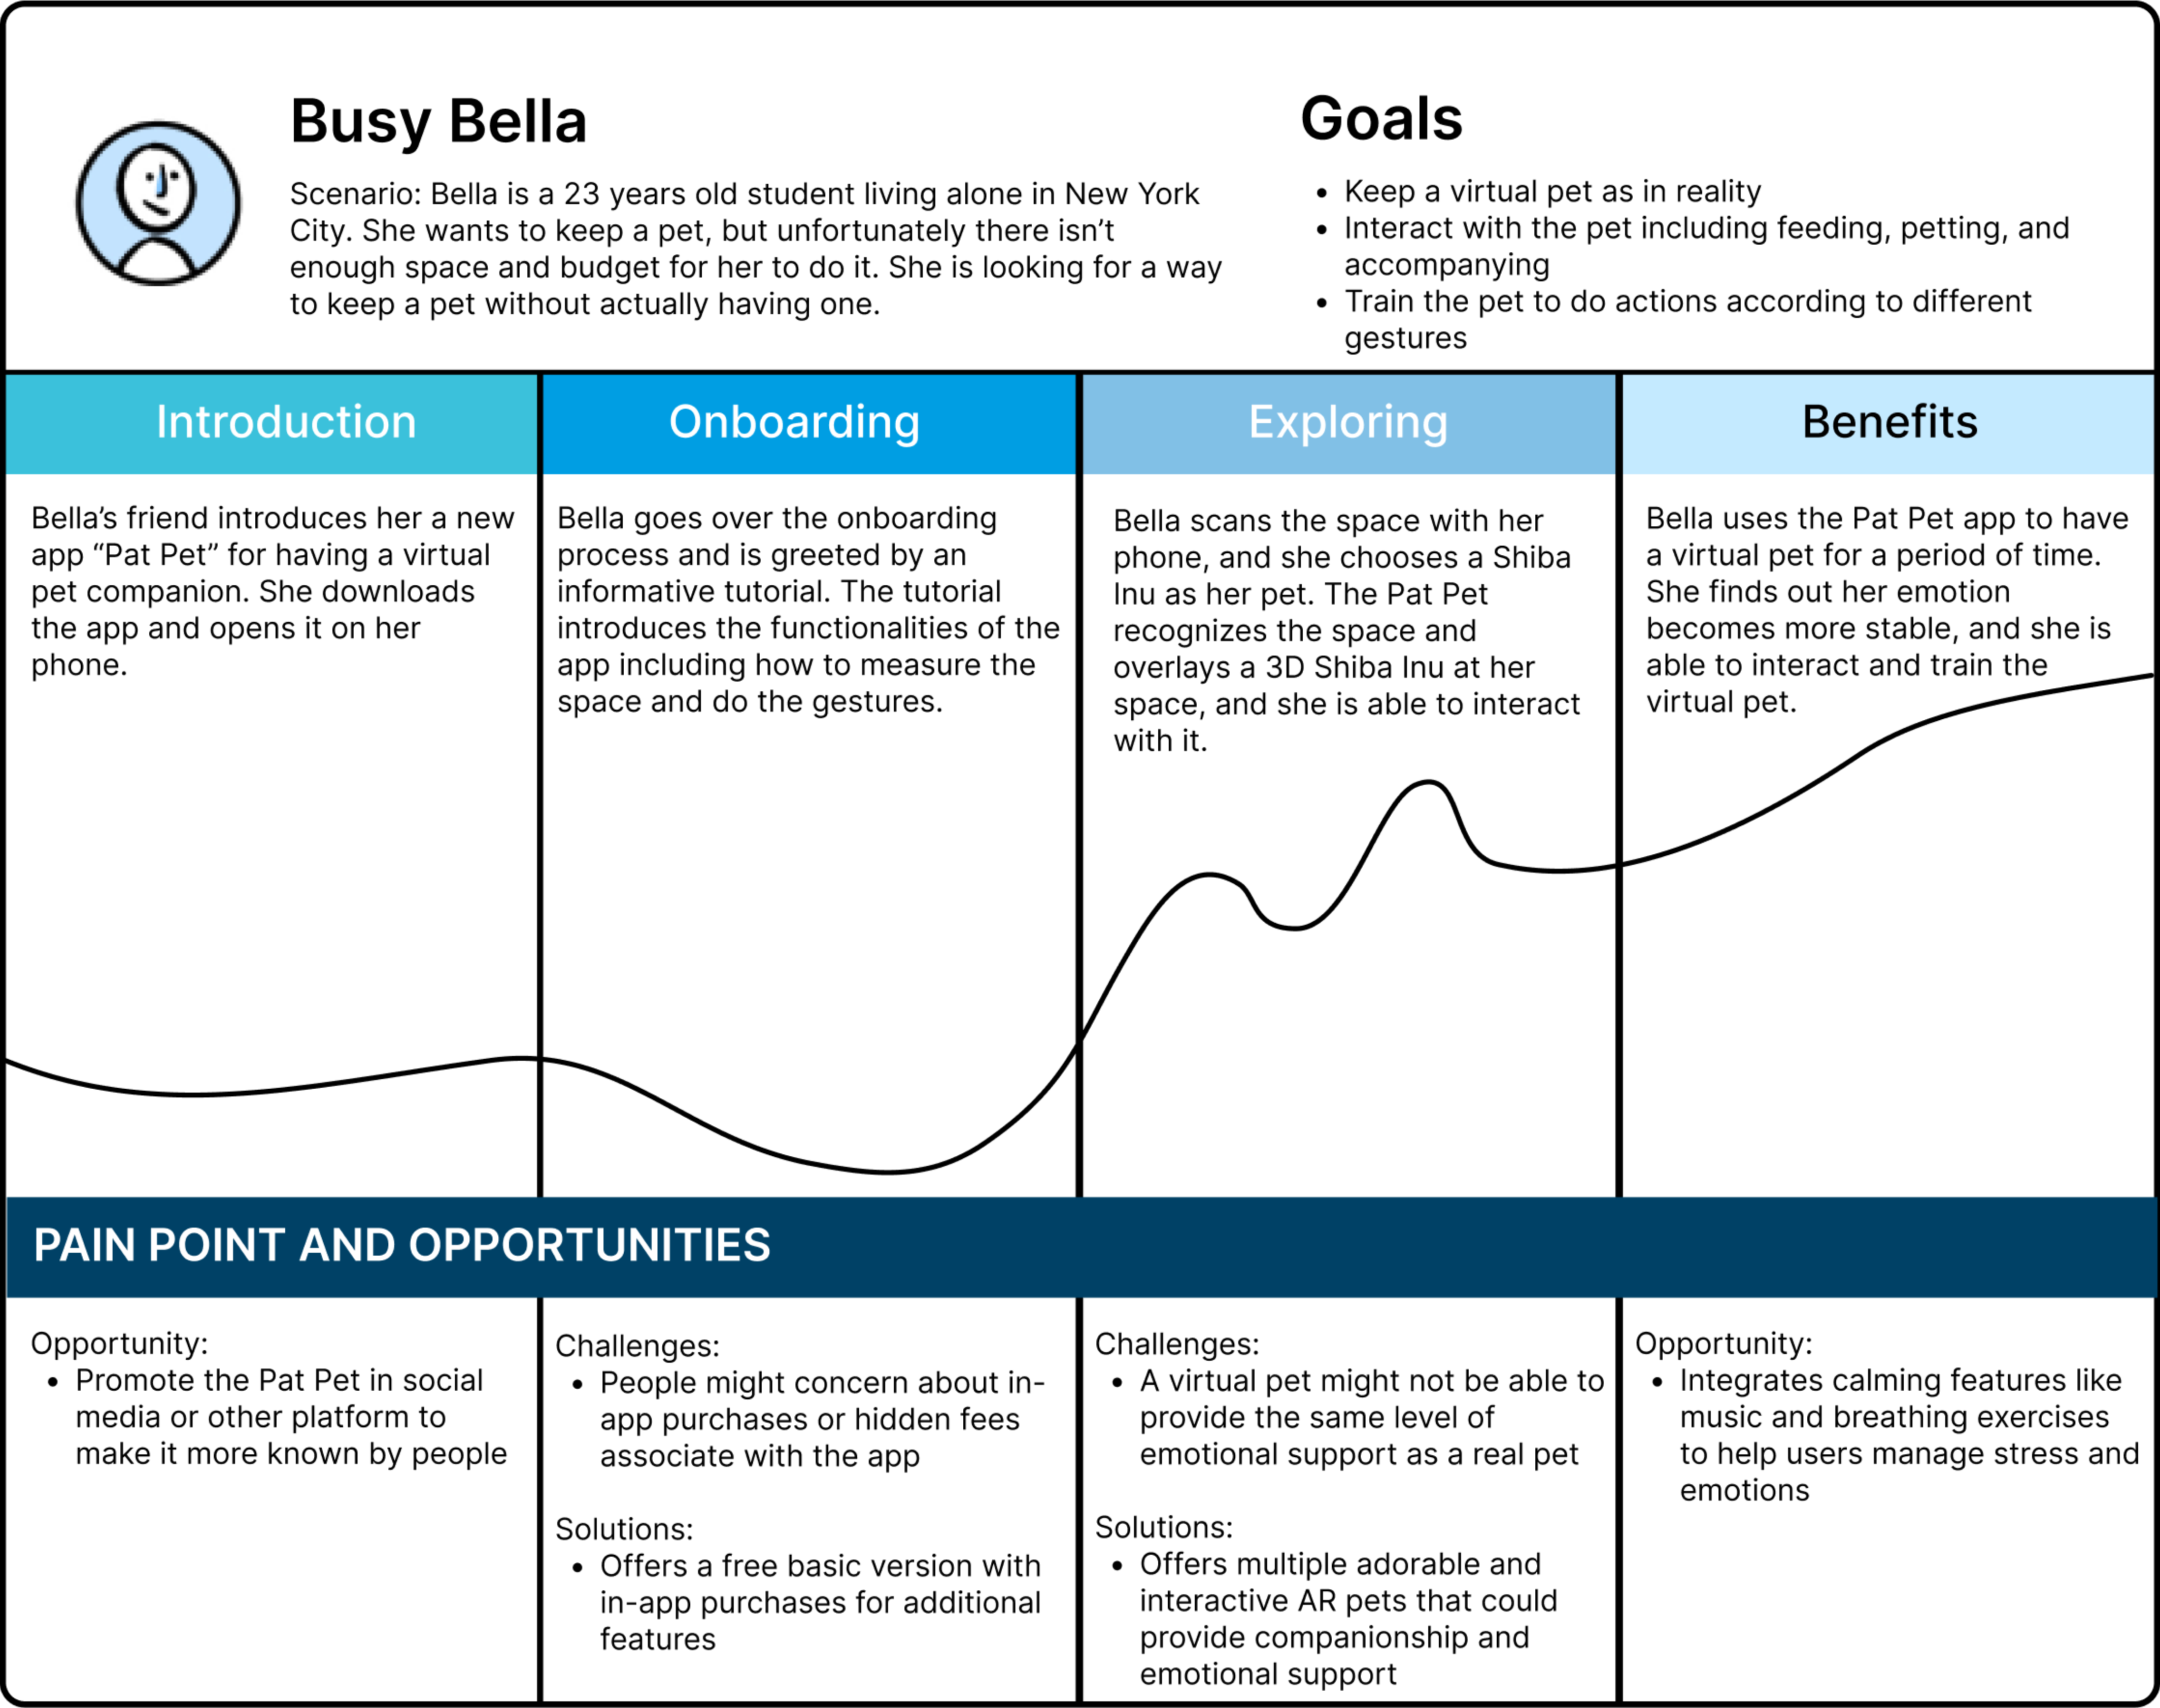 Busy Bella
Scenario: Bella is a 23 years old student living alone in New York
City. She wants to keep a pet, but unfortunately there isn’t
enough space and budget for her to do it. She is looking for a way
to keep a pet without actually having one.
Goals
• Keep a virtual pet as in reality
• Interact with the pet including feeding, petting, and
accompanying
• Train the pet to do actions according to different
gestures
Introduction
Bella’s friend introduces her a new
app “Pat Pet” for having a virtual
pet companion. She downloads
the app and opens it on her
phone.
Onboarding
Bella goes over the onboarding
process and is greeted by an
informative tutorial. The tutorial
introduces the functionalities of the
app including how to measure the
space and do the gestures.
Exploring
Bella scans the space with her
phone, and she chooses a Shiba
Inu as her pet. The Pat Pet
recognizes the space and
overlays a 3D Shiba Inu at her
space, and she is able to interact
with it.
Benefits
Bella uses the Pat Pet app to have
a virtual pet for a period of time.
She finds out her emotion
becomes more stable, and she is
able to interact and train the
virtual pet.
PAIN POINT AND OPPORTUNITIES
Opportunity:
• Promote the Pat Pet in social
media or other platform to
make it more known by people
Challenges:
• People might concern about in-
app purchases or hidden fees
associate with the app
Solutions:
• Offers a free basic version with
in-app purchases for additional
features
Challenges:
• A virtual pet might not be able to
provide the same level of
emotional support as a real pet
Solutions:
• Offers multiple adorable and
interactive AR pets that could
provide companionship and
emotional support
Opportunity:
• Integrates calming features like
music and breathing exercises
to help users manage stress and
emotions